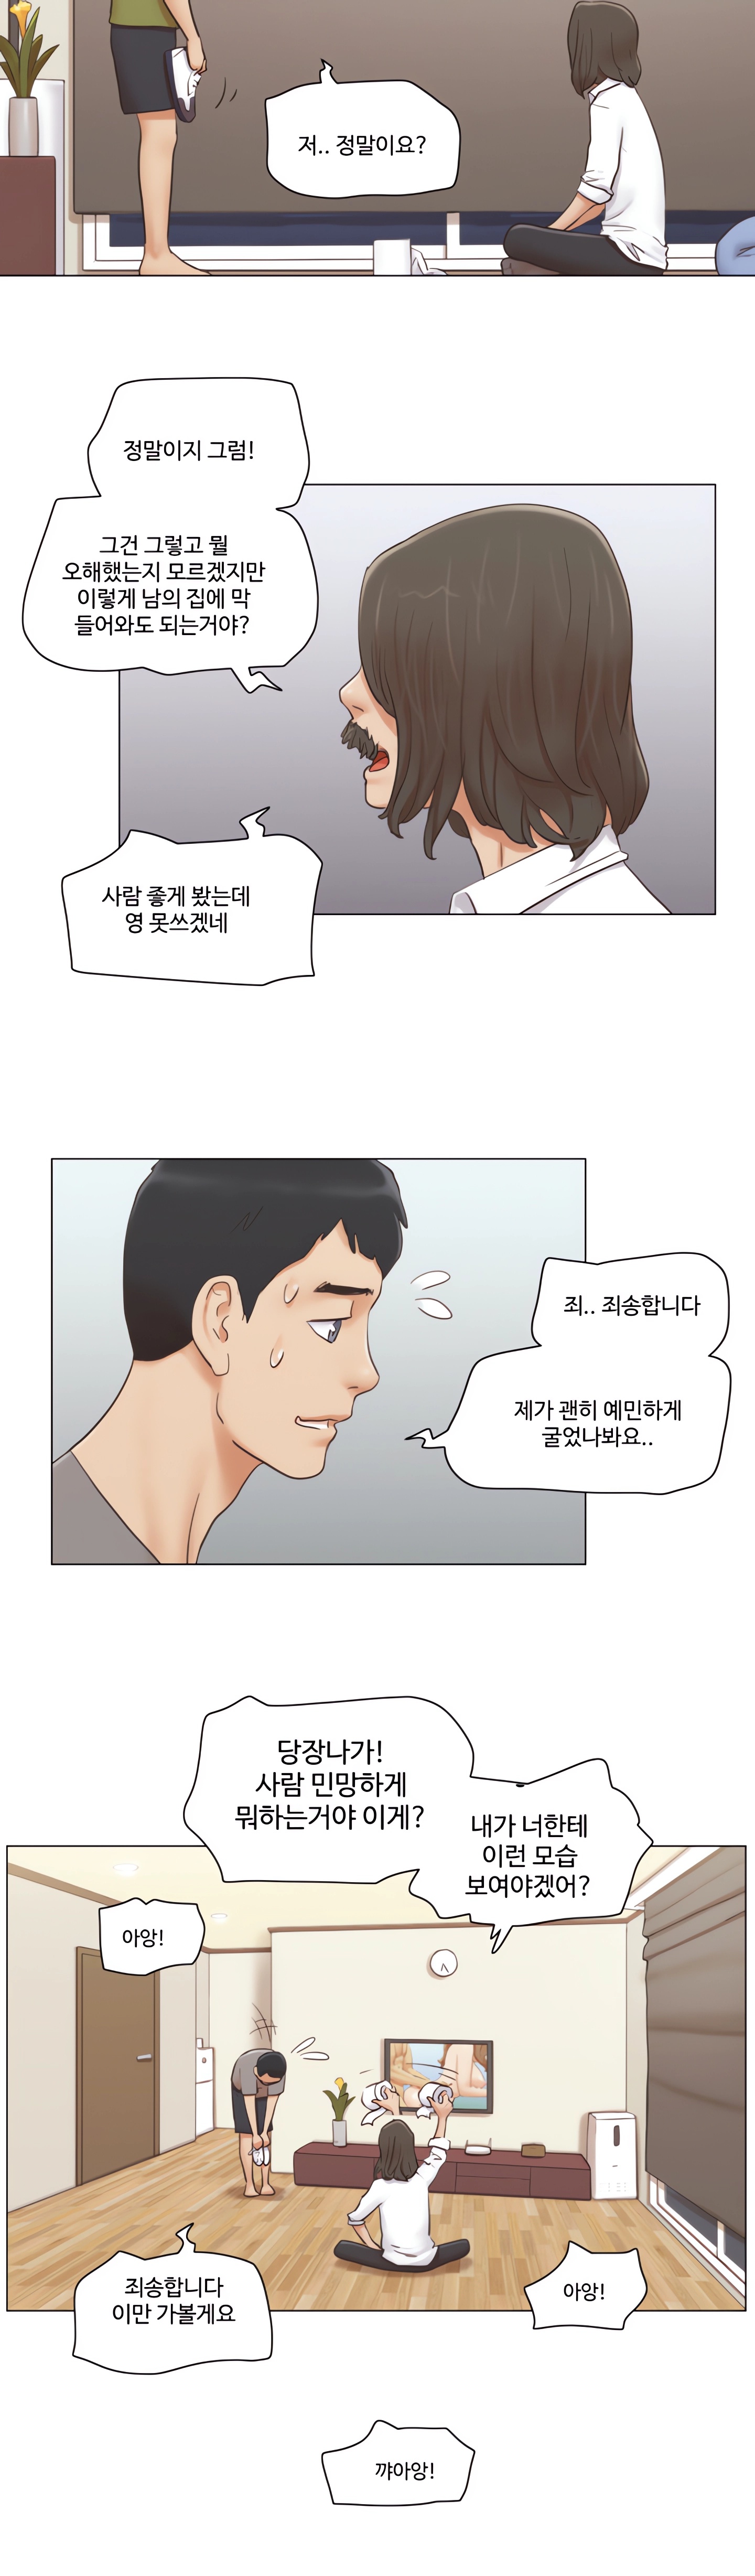 저.. 정말이요?
정말이지 그럼!
그건 그렇고 뭘
오해했는지 모르겠지만
이렇게 남의 집에 막
들어와도 되는거야?
사람 좋게 봤는데
영 못쓰겠네
죄.. 죄송합니다
제가 괜히 예민하게
굴었나봐요..
당장나가!
사람 민망하게
뭐하는거야 이게?
내가 너한테
이런 모습
보여야겠어?
아앙!
죄송합니다
이만 가볼게요
아앙!
꺄아앙!